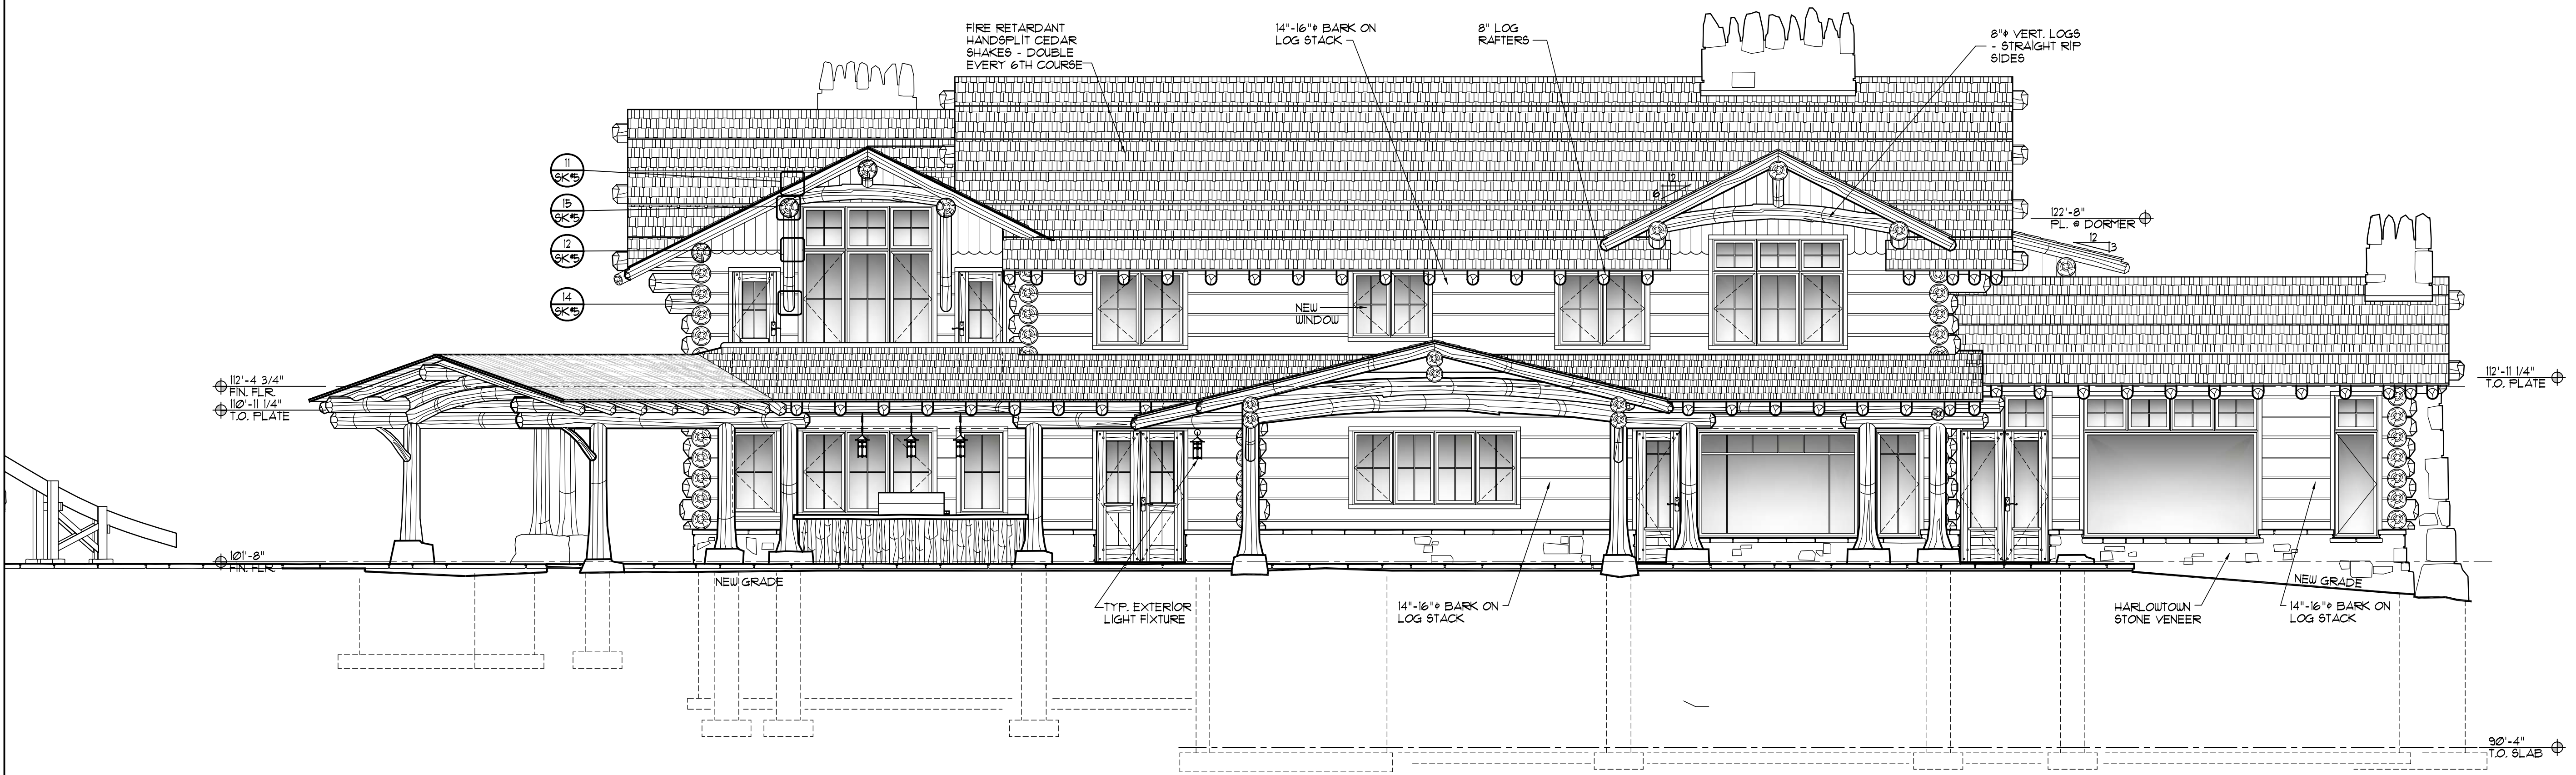 FIRE RETARDANT
HANDSPLIT CEDAR
SHAKES - DOUBLE
EVERY 6TH COURSE
14"-16"φ BARK ON
LOG STACK
8" LOG
RAFTERS
8"φ VERT. LOGS
- STRAIGHT RIP
SIDES
11
SK#5
15
SK#5
12
SK#5
14
SK#5
12
6
122'-8"
PL. @ DORMER
12
3
NEW
WINDOW
112'-4 3/4"
FIN. FLR.
110'-11 1/4"
T.O. PLATE
112'-11 1/4"
T.O. PLATE
101'-8"
FIN. FLR.
NEW GRADE
TYP. EXTERIOR
LIGHT FIXTURE
14"-16"φ BARK ON
LOG STACK
HARLOWTOWN
STONE VENEER
NEW GRADE
14"-16"φ BARK ON
LOG STACK
90'-4"
T.O. SLAB